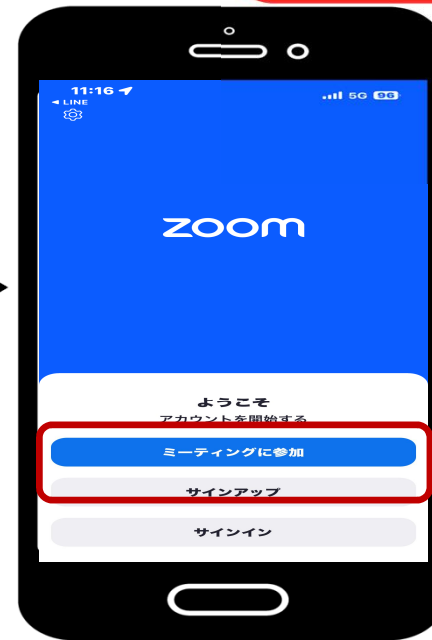 11:16
5G 96
◀ LINE
zoom
ようこそ
アカウントを開始する
ミーティングに参加
サインアップ
サインイン